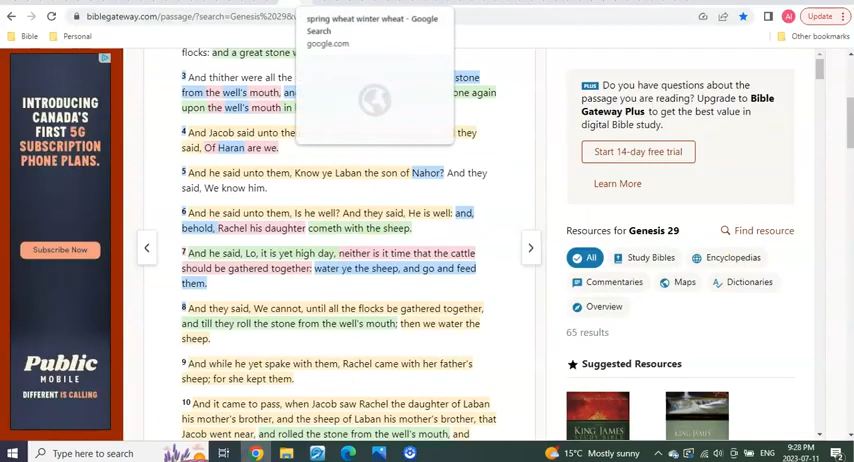 biblegateway.com/passage/?search=Genesis%2029&v
AI
Update
Bible
Personal
Other bookmarks
spring wheat winter wheat - Google
Search
google.com
INTRODUCING
CANADA'S
FIRST 5G
SUBSCRIPTION
PHONE PLANS.
Subscribe Now
Public
MOBILE
DIFFERENT IS CALLING
flocks: and a great stone
3 And thither were all the
stone
from the well's mouth,
one again
upon the well's mouth in
4 And Jacob said unto the
they
said, Of Haran are we.
5 And he said unto them, Know ye Laban the son of Nahor? And they
said, We know him.
6 And he said unto them, Is he well? And they said, He is well: and,
behold, Rachel his daughter cometh with the sheep.
7 And he said, Lo, it is yet high day, neither is it time that the cattle
should be gathered together: water ye the sheep, and go and feed
them.
8 And they said, We cannot, until all the flocks be gathered together,
and till they roll the stone from the well's mouth; then we water the
sheep.
9 And while he yet spake with them, Rachel came with her father's
sheep; for she kept them.
10 And it came to pass, when Jacob saw Rachel the daughter of Laban
his mother's brother, and the sheep of Laban his mother's brother, that
Jacob went near, and rolled the stone from the well's mouth, and
PLUS Do you have questions about the
passage you are reading? Upgrade to Bible
Gateway Plus to get the best value in
digital Bible study.
Start 14-day free trial
Learn More
Resources for Genesis 29
Find resource
All
Study Bibles
Encyclopedias
Commentaries
Maps
Dictionaries
Overview
65 results
Suggested Resources
KING JAMES
KING JAMES
Type here to search
15°C Mostly sunny
ENG
9:28 PM
2023-07-11
2